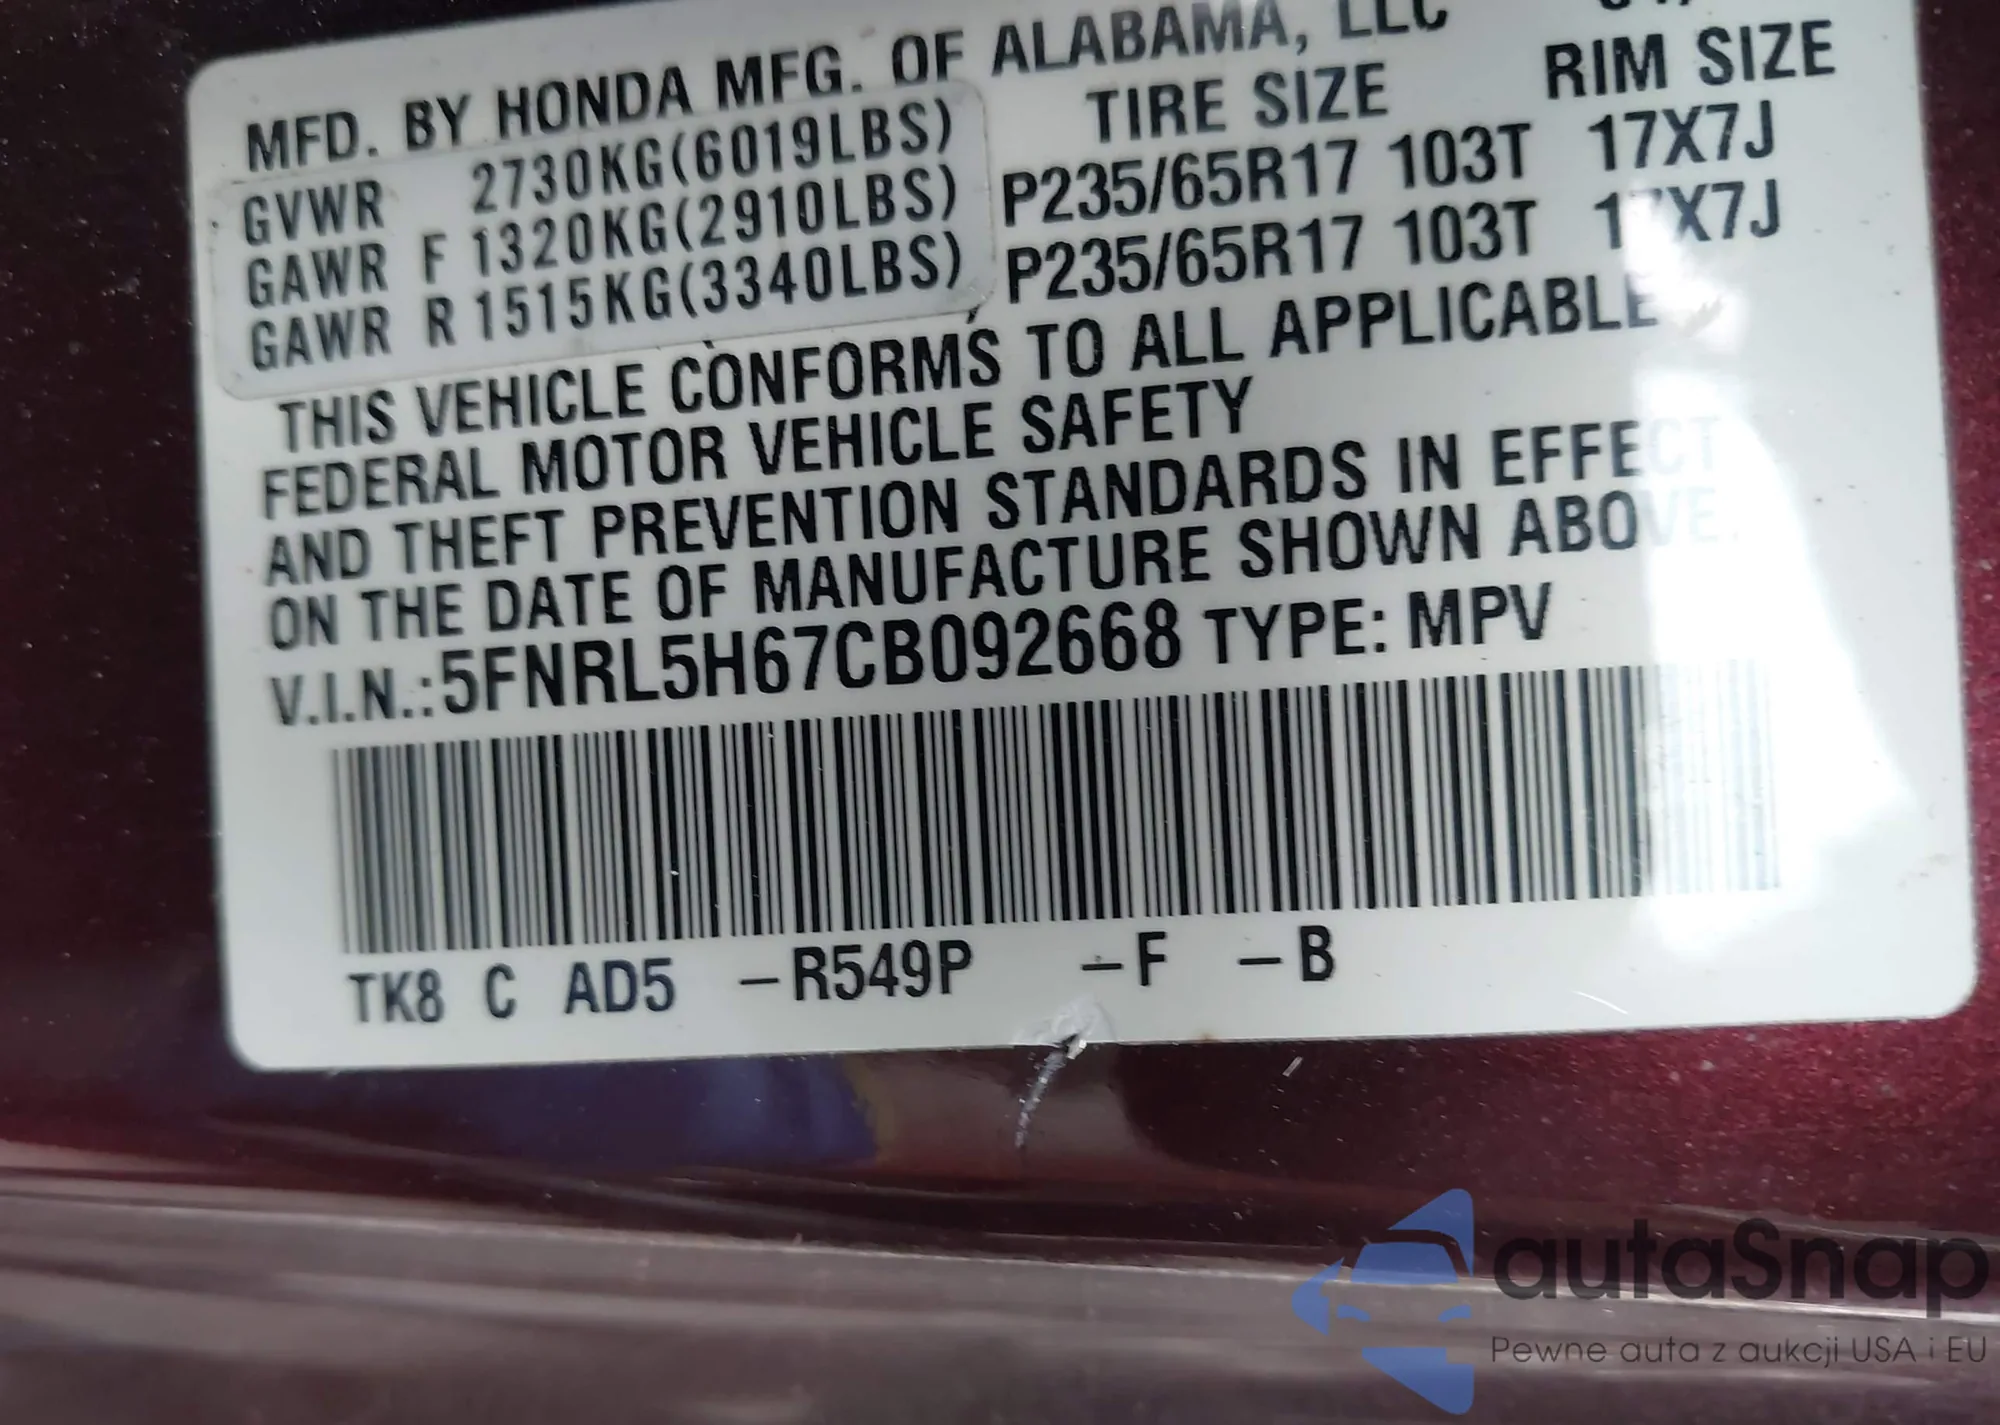 MFD. BY HONDA MFG. OF ALABAMA, LLC
TIRE SIZE RIM SIZE
GVWR 2730KG(6019LBS)
GAWR F 1320KG(2910LBS) P235/65R17 103T 17X7J
GAWR R 1515KG(3340LBS) P235/65R17 103T 17X7J
THIS VEHICLE CONFORMS TO ALL APPLICABLE
FEDERAL MOTOR VEHICLE SAFETY
AND THEFT PREVENTION STANDARDS IN EFFECT
ON THE DATE OF MANUFACTURE SHOWN ABOVE.
V.I.N.:5FNRL5H67CB092668 TYPE: MPV
TK8 C AD5 –R549P –F –B
autaSnap
Pewne auta z aukcji USA i EU